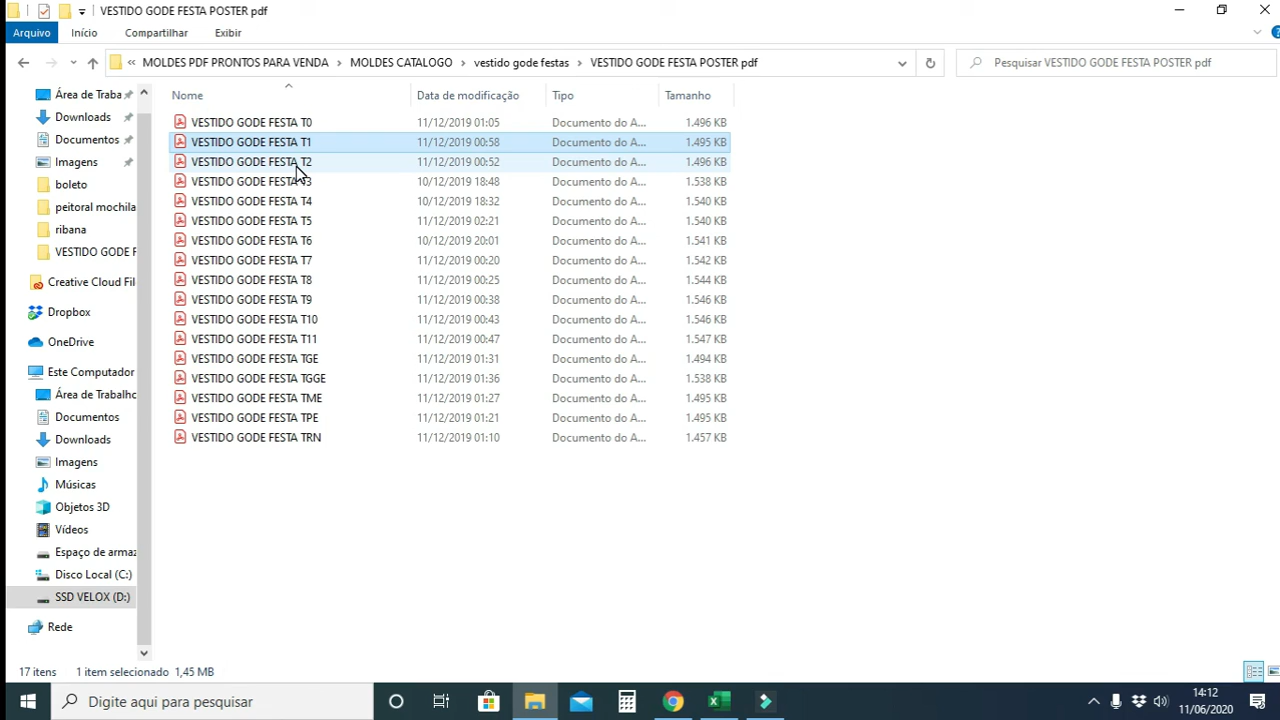 VESTIDO GODE FESTA POSTER pdf
Arquivo Início Compartilhar Exibir
« MOLDES PDF PRONTOS PARA VENDA > MOLDES CATALOGO > vestido gode festas > VESTIDO GODE FESTA POSTER pdf
Pesquisar VESTIDO GODE FESTA POSTER pdf
Área de Traba
Downloads
Documentos
Imagens
boleto
peitoral mochila
ribana
VESTIDO GODE F
Creative Cloud Fil
Dropbox
OneDrive
Este Computador
Área de Trabalho
Documentos
Downloads
Imagens
Músicas
Objetos 3D
Vídeos
Espaço de armaz
Disco Local (C:)
SSD VELOX (D:)
Rede
Nome Data de modificação Tipo Tamanho
VESTIDO GODE FESTA T0 11/12/2019 01:05 Documento do A... 1.496 KB
VESTIDO GODE FESTA T1 11/12/2019 00:58 Documento do A... 1.495 KB
VESTIDO GODE FESTA T2 11/12/2019 00:52 Documento do A... 1.496 KB
VESTIDO GODE FESTA T3 10/12/2019 18:48 Documento do A... 1.538 KB
VESTIDO GODE FESTA T4 10/12/2019 18:32 Documento do A... 1.540 KB
VESTIDO GODE FESTA T5 11/12/2019 02:21 Documento do A... 1.540 KB
VESTIDO GODE FESTA T6 10/12/2019 20:01 Documento do A... 1.541 KB
VESTIDO GODE FESTA T7 11/12/2019 00:20 Documento do A... 1.542 KB
VESTIDO GODE FESTA T8 11/12/2019 00:25 Documento do A... 1.544 KB
VESTIDO GODE FESTA T9 11/12/2019 00:38 Documento do A... 1.546 KB
VESTIDO GODE FESTA T10 11/12/2019 00:43 Documento do A... 1.546 KB
VESTIDO GODE FESTA T11 11/12/2019 00:47 Documento do A... 1.547 KB
VESTIDO GODE FESTA TGE 11/12/2019 01:31 Documento do A... 1.494 KB
VESTIDO GODE FESTA TGGE 11/12/2019 01:36 Documento do A... 1.538 KB
VESTIDO GODE FESTA TME 11/12/2019 01:27 Documento do A... 1.495 KB
VESTIDO GODE FESTA TPE 11/12/2019 01:21 Documento do A... 1.495 KB
VESTIDO GODE FESTA TRN 11/12/2019 01:10 Documento do A... 1.457 KB
17 itens 1 item selecionado 1,45 MB
Digite aqui para pesquisar
14:12
11/06/2020